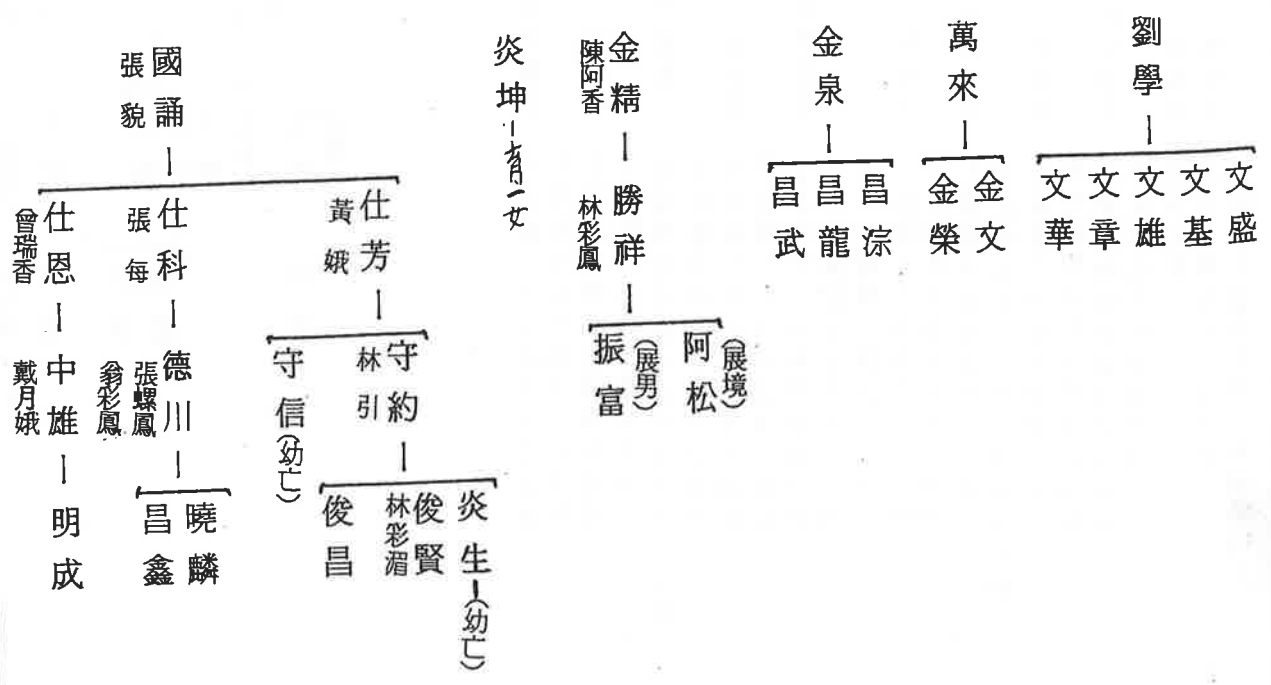 劉學
文盛
文基
文雄
文章
文華
萬來
金文
金榮
金泉
昌淙
昌龍
昌武
金精
陳阿香
勝祥
林彩鳳
阿松
(展境)
振富
(展男)
炎坤-育一女
國誦
張貌
仕芳
黃娥
守約
林引
炎生-(幼亡)
俊賢
林彩湄
俊昌
守信(幼亡)
仕科
張每
德川
張螺鳳
翁彩鳳
曉麟
昌鑫
仕恩
曾瑞香
中雄
戴月娥
明成